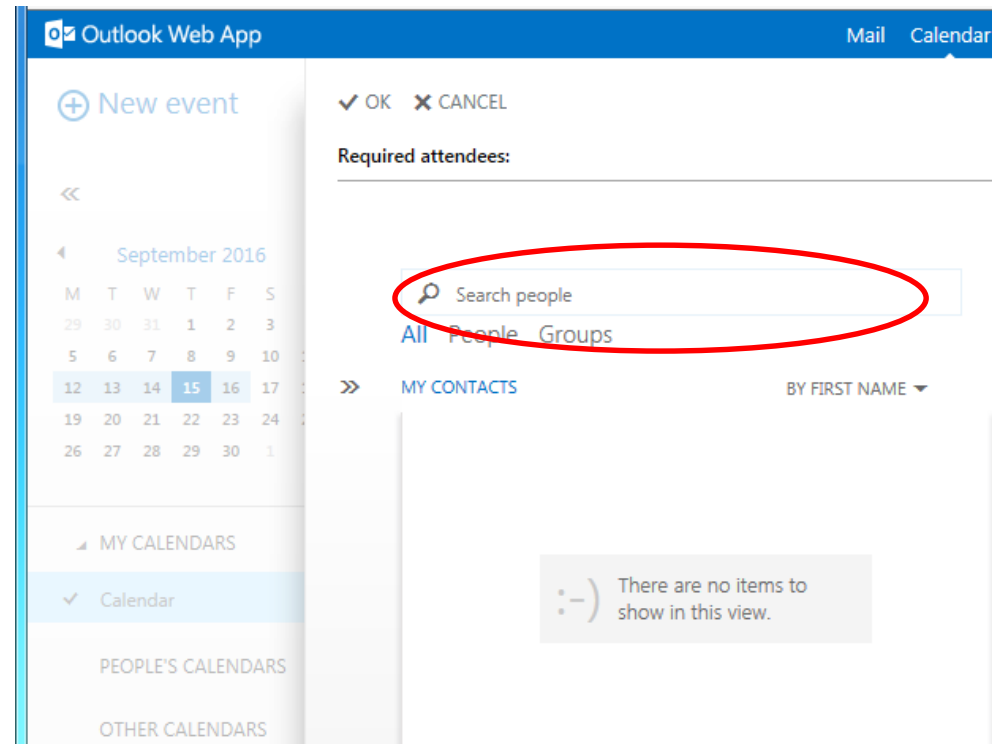 Outlook Web App Mail Calendar
New event
OK CANCEL
Required attendees:
September 2016
M T W T F S
29 30 31 1 2 3
5 6 7 8 9 10
12 13 14 15 16 17
19 20 21 22 23 24
26 27 28 29 30 1
Search people
All People Groups
MY CONTACTS BY FIRST NAME
MY CALENDARS
Calendar
PEOPLE'S CALENDARS
OTHER CALENDARS
:-) There are no items to
show in this view.